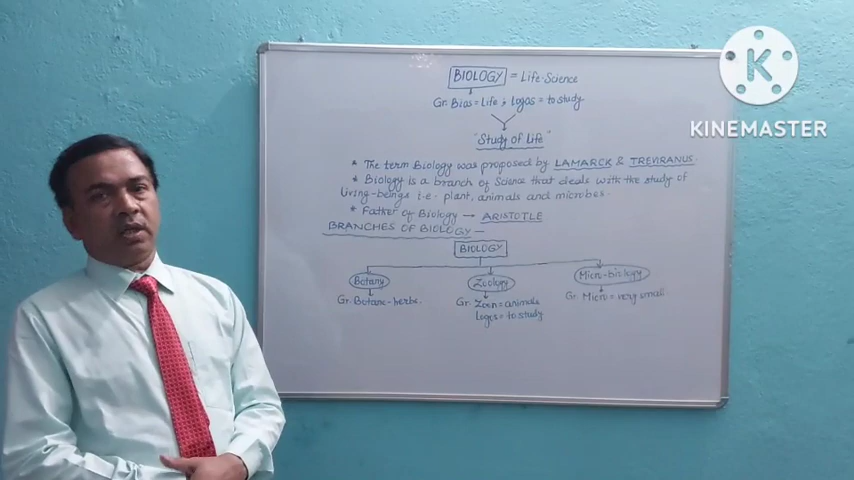 BIOLOGY = Life-Science
Gr. Bios = Life ; Logos = to study
"Study of Life"
* The term Biology was proposed by LAMARCK & TREVIRANUS.
* Biology is a branch of Science that deals with the study of
living-beings i.e. plant, animals and microbes.
* Father of Biology → ARISTOTLE
BRANCHES OF BIOLOGY —
BIOLOGY
Botany Zoology Micro-biology
Gr. Botane-herbs. Gr. Zoon = animals Gr. Micro = very small
Logos = to study
K
KINEMASTER